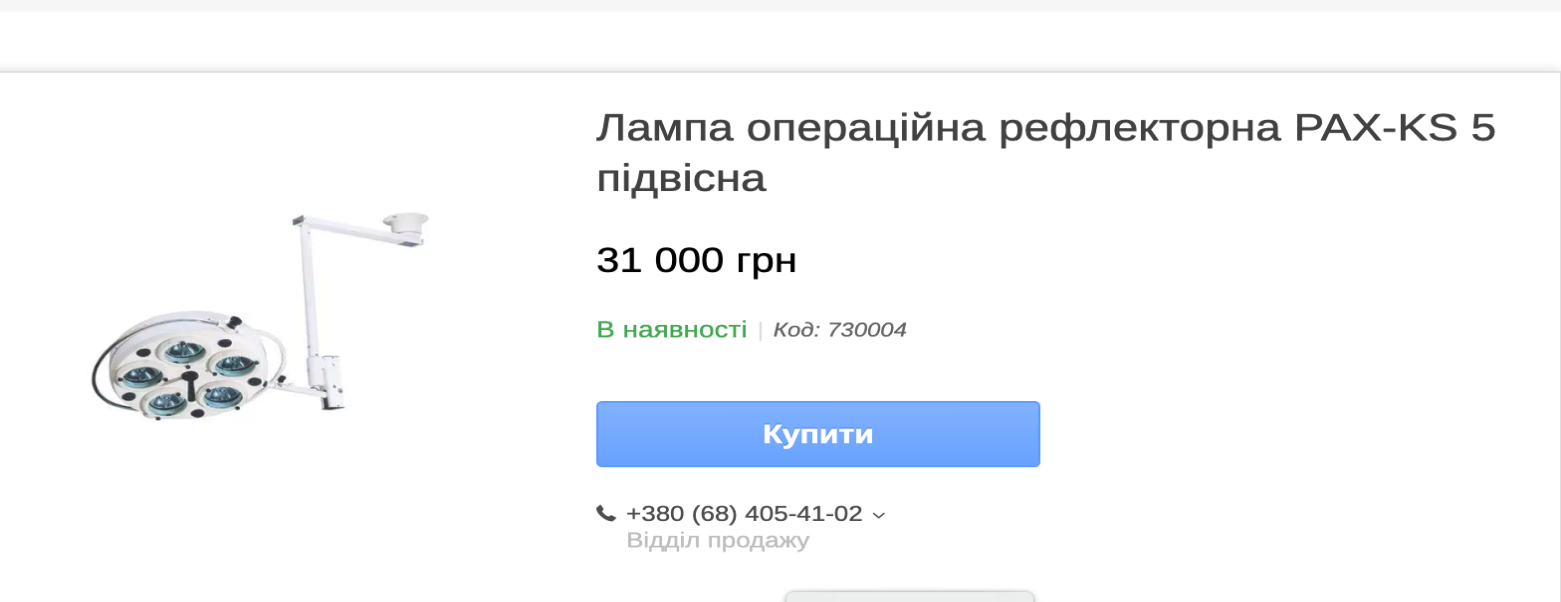 Лампа операційна рефлекторна PAX-KS 5
підвісна
31 000 грн
В наявності | Код: 730004
Купити
+380 (68) 405-41-02
Відділ продажу